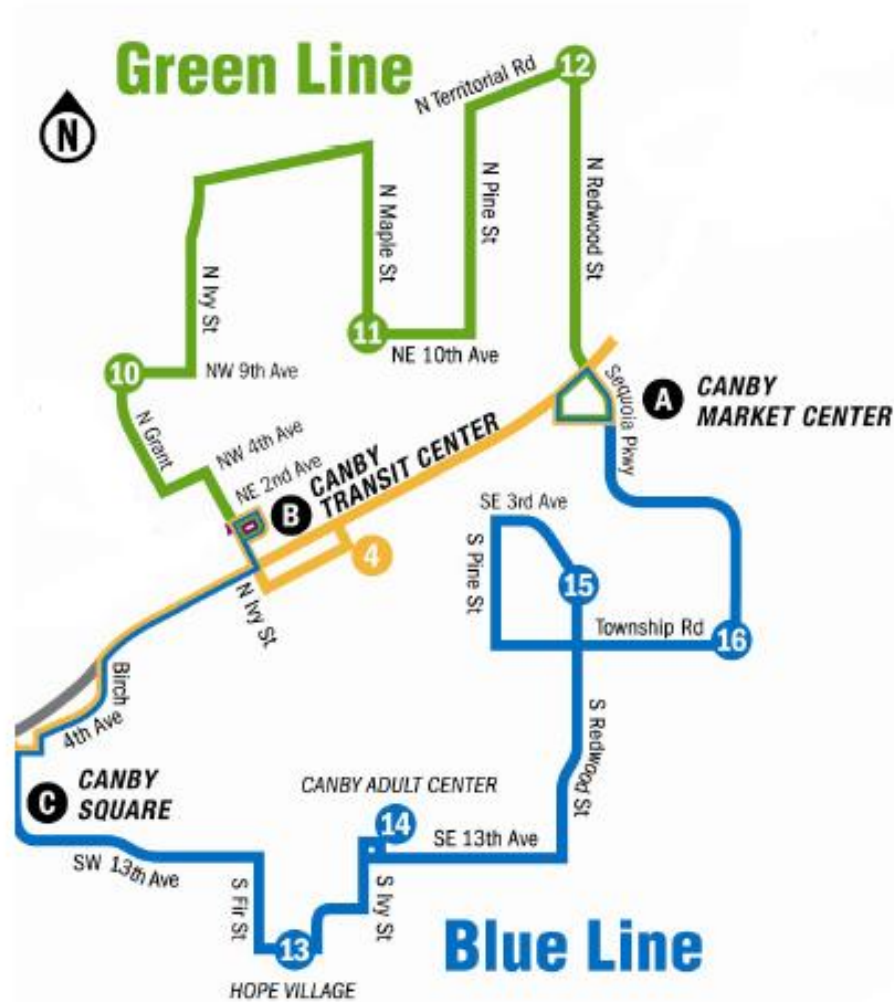 Green Line
N
12
N Territorial Rd
N Pine St
N Redwood St
N Maple St
N Ivy St
11
NE 10th Ave
10
NW 9th Ave
N Grant
NW 4th Ave
NE 2nd Ave
Sequoia Pkwy
A
CANBY
MARKET CENTER
B
CANBY
TRANSIT CENTER
4
N Ivy St
SE 3rd Ave
S Pine St
15
Township Rd
16
Birch
4th Ave
S Redwood St
C
CANBY
SQUARE
CANBY ADULT CENTER
14
SE 13th Ave
SW 13th Ave
S Fir St
S Ivy St
13
HOPE VILLAGE
Blue Line